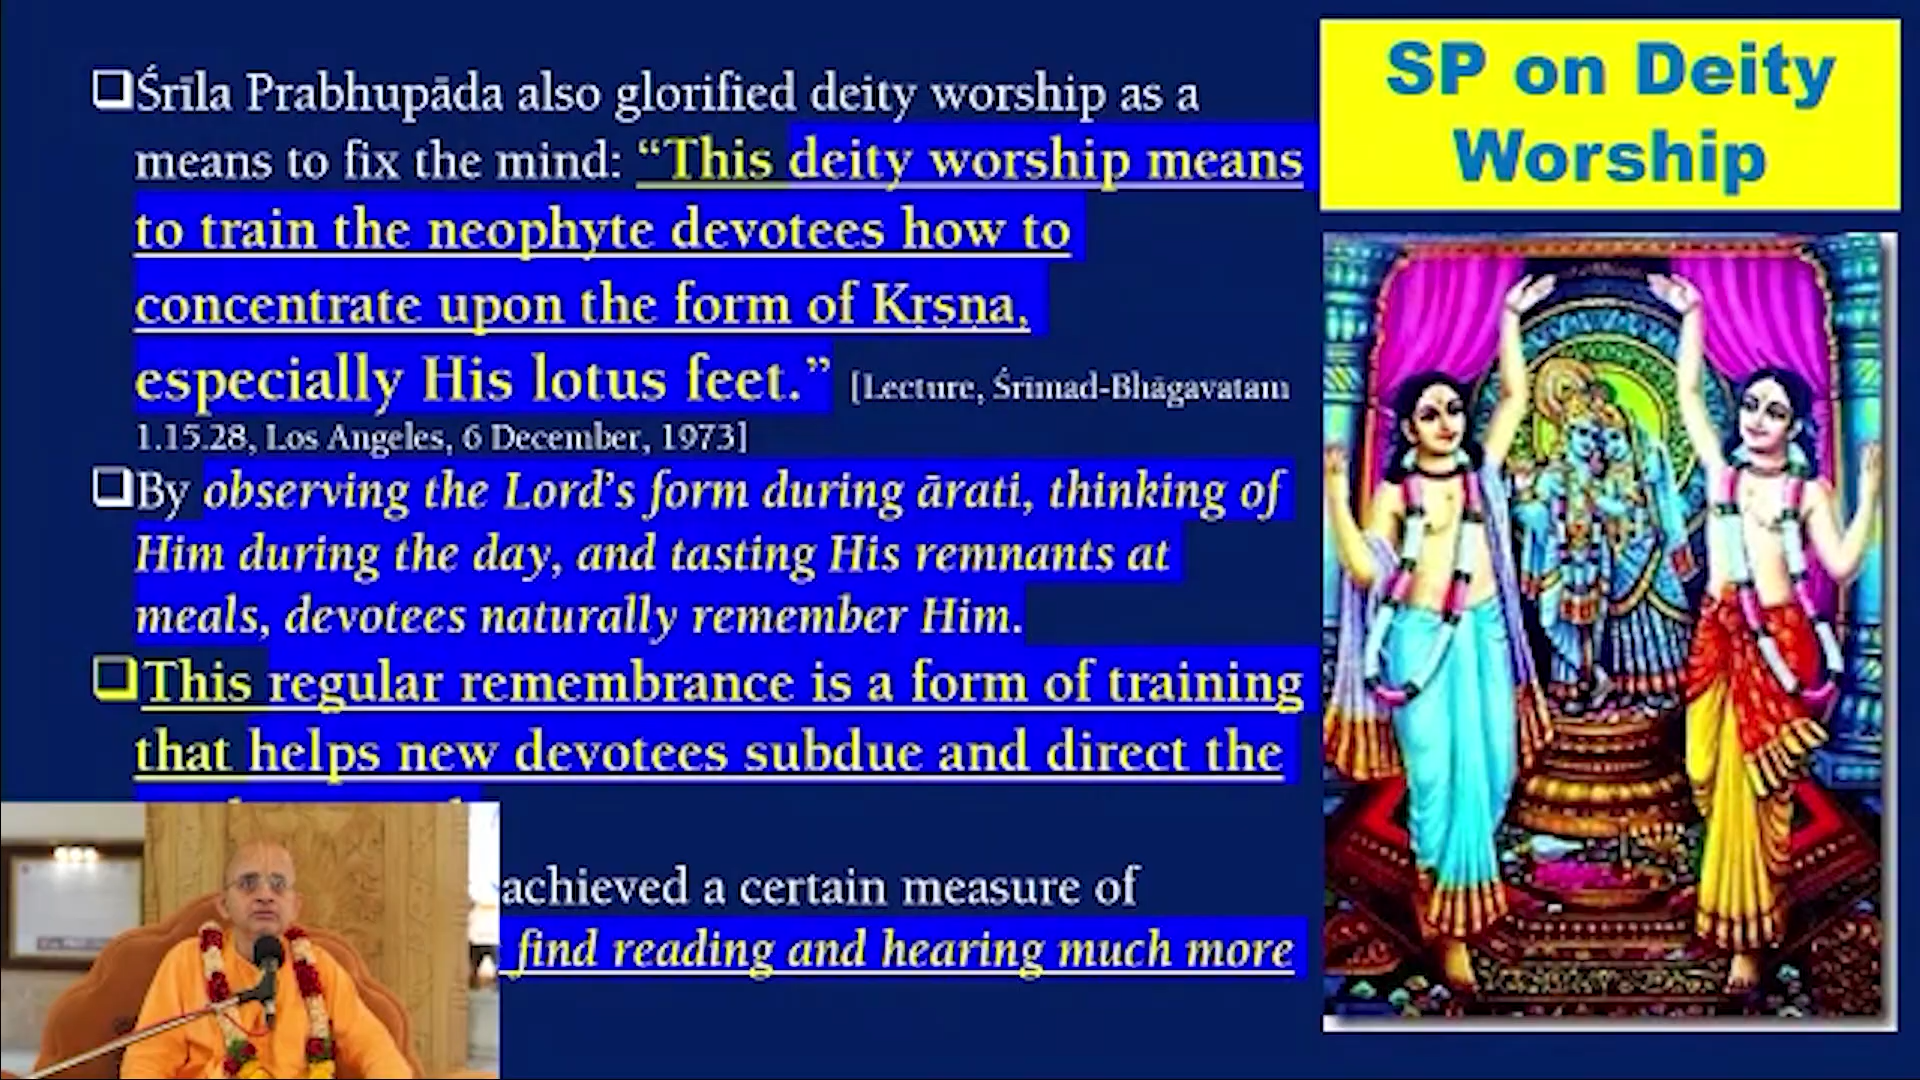 SP on Deity
Worship
❑Śrīla Prabhupāda also glorified deity worship as a
means to fix the mind: “This deity worship means
to train the neophyte devotees how to
concentrate upon the form of Kṛṣṇa,
especially His lotus feet.” [Lecture, Śrīmad-Bhāgavatam
1.15.28, Los Angeles, 6 December, 1973]
❑By observing the Lord’s form during ārati, thinking of
Him during the day, and tasting His remnants at
meals, devotees naturally remember Him.
❑This regular remembrance is a form of training
that helps new devotees subdue and direct the
achieved a certain measure of
find reading and hearing much more